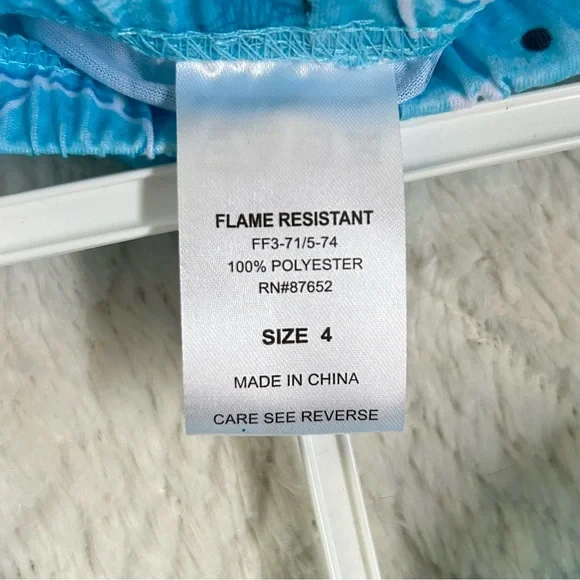 FLAME RESISTANT
FF3-71/5-74
100% POLYESTER
RN#87652
SIZE 4
MADE IN CHINA
CARE SEE REVERSE